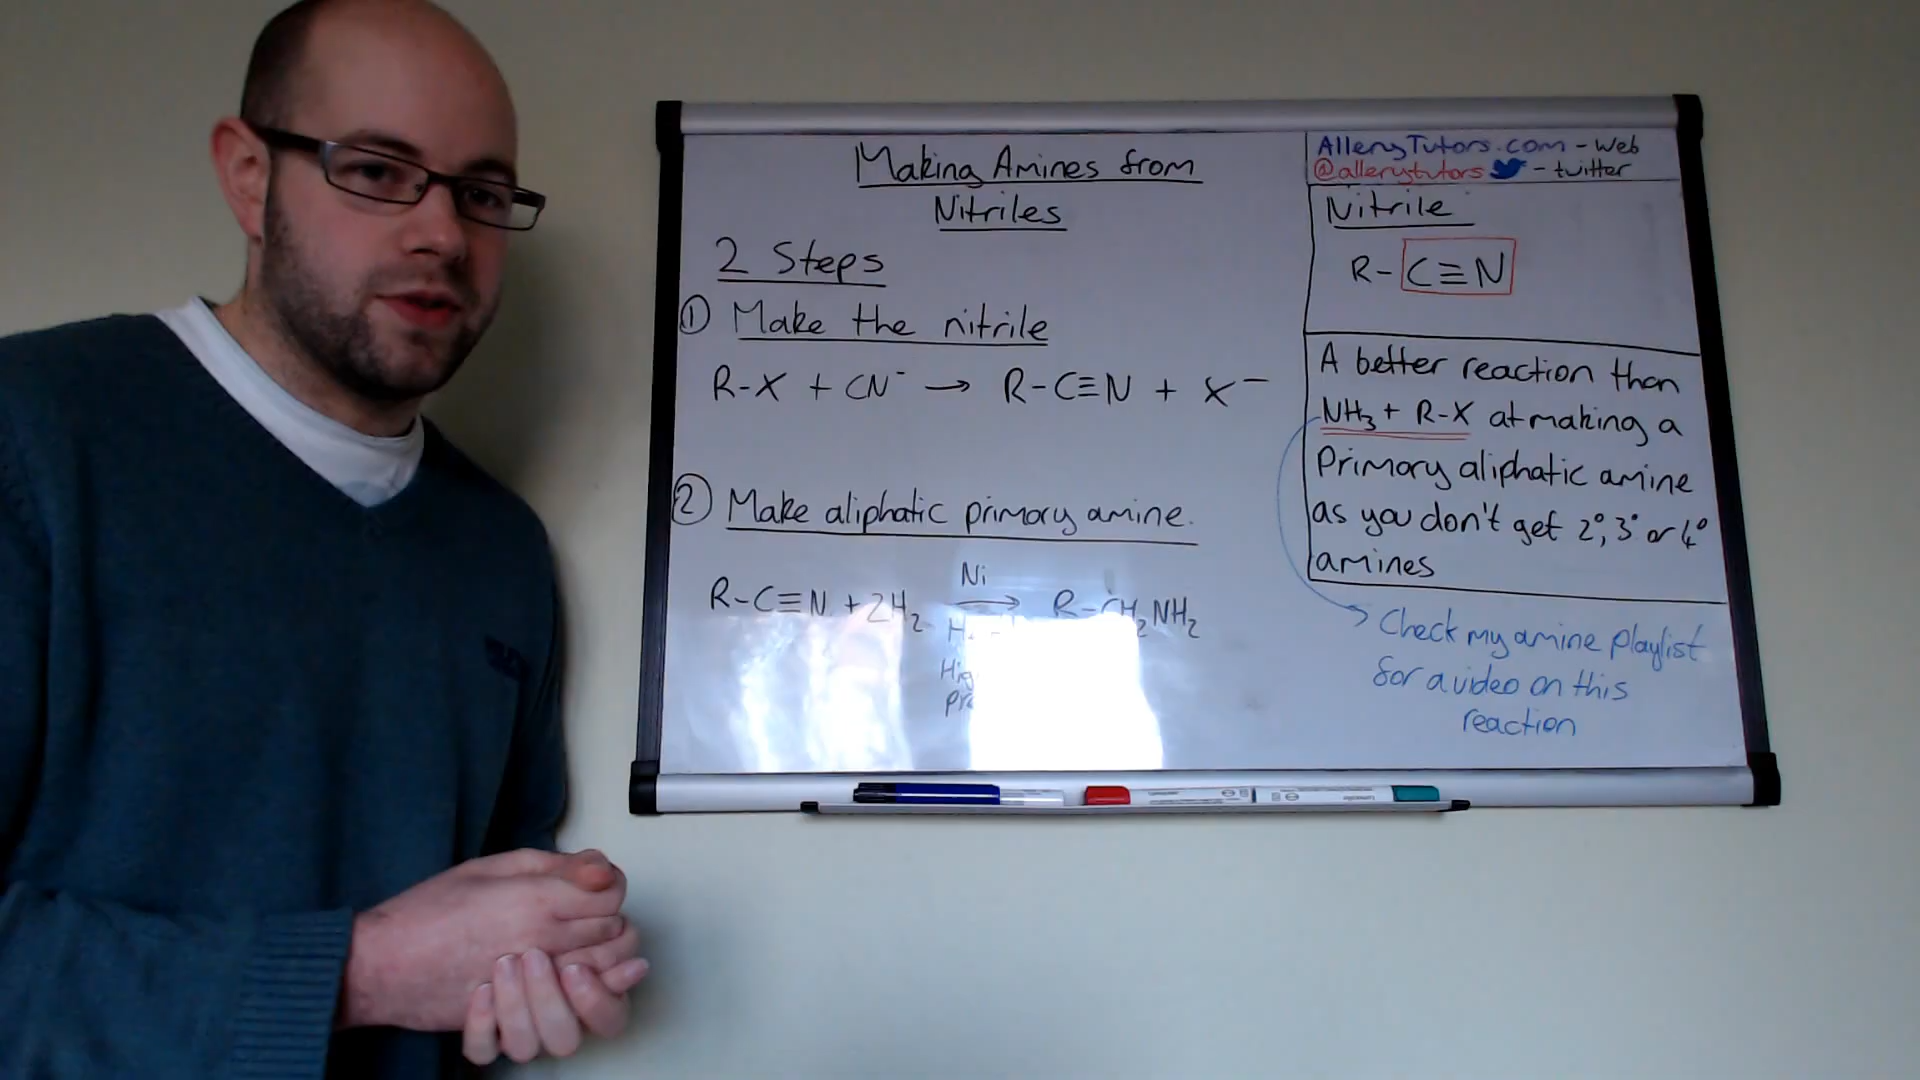 Making Amines from
Nitriles
2 Steps
① Make the nitrile
R-X + CN⁻ → R-C≡N + X⁻
② Make aliphatic primary amine.
Ni
R-C≡N + 2H₂ → R-CH₂NH₂
AlleryTutors.com - Web
@allerytutors - twitter
Nitrile
R-C≡N
A better reaction than
NH₃ + R-X at making a
Primary aliphatic amine
as you don't get 2°, 3° or 4°
amines
Check my amine playlist
for a video on this
reaction